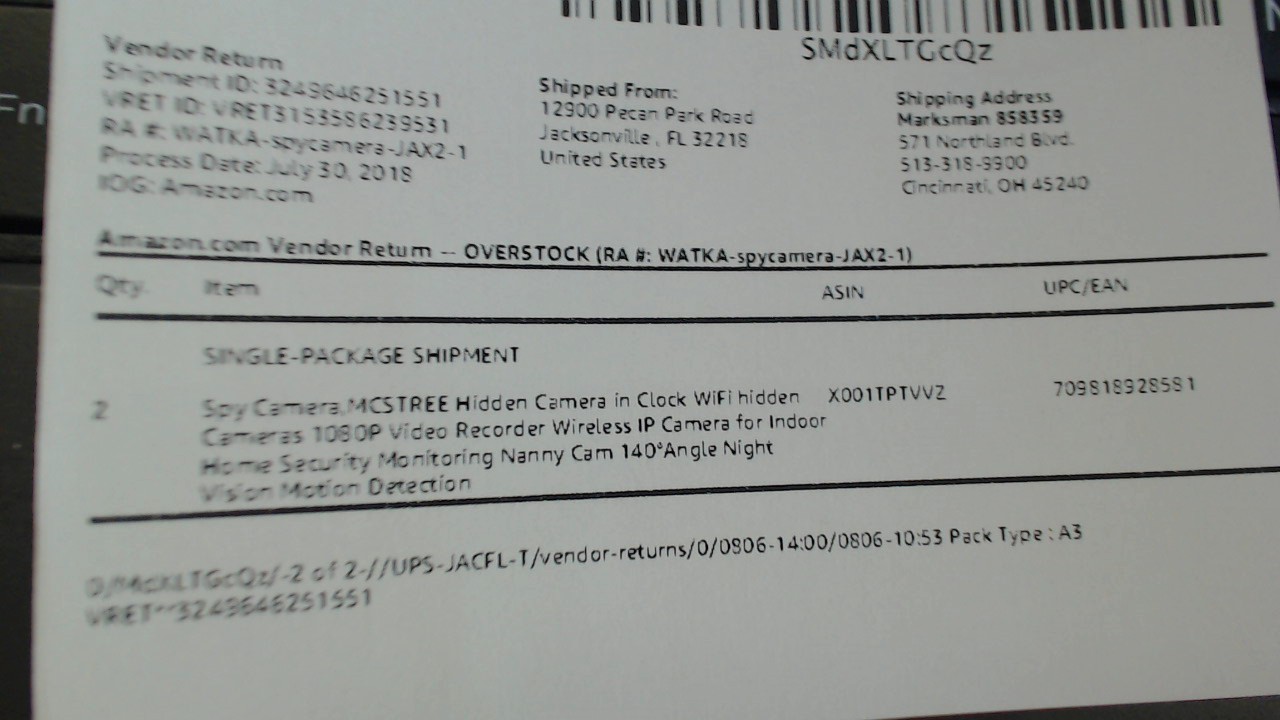 SMdXLTGcQz
Vendor Return
Shipment ID: 3249646251551
VRET ID: VRET3153586239531
RA #: WATKA-spycamera-JAX2-1
Process Date: July 30, 2018
IOG: Amazon.com
Shipped From:
12900 Pecan Park Road
Jacksonville , FL 32218
United States
Shipping Address
Marksman 858359
571 Northland Blvd.
513-318-9900
Cincinnati, OH 45240
Amazon.com Vendor Return -- OVERSTOCK (RA #: WATKA-spycamera-JAX2-1)
Qty. Item ASIN UPC/EAN
SINGLE-PACKAGE SHIPMENT
2 Spy Camera,MCSTREE Hidden Camera in Clock WiFi hidden X001TPTVVZ 709818928581
Cameras 1080P Video Recorder Wireless IP Camera for Indoor
Home Security Monitoring Nanny Cam 140°Angle Night
Vision Motion Detection
0/MdXLTGcQz/-2 of 2-//UPS-JACFL-T/vendor-returns/0/0806-14:00/0806-10:53 Pack Type : A3
VRET^^3249646251551
Fn